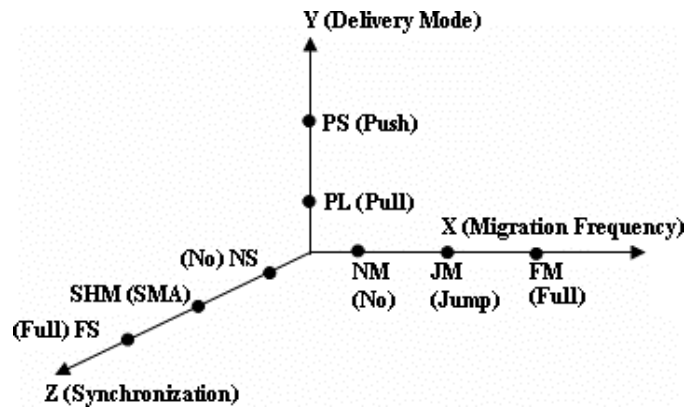 Y (Delivery Mode)
PS (Push)
PL (Pull)
X (Migration Frequency)
(No) NS
NM JM FM
(No) (Jump) (Full)
SHM (SMA)
(Full) FS
Z (Synchronization)